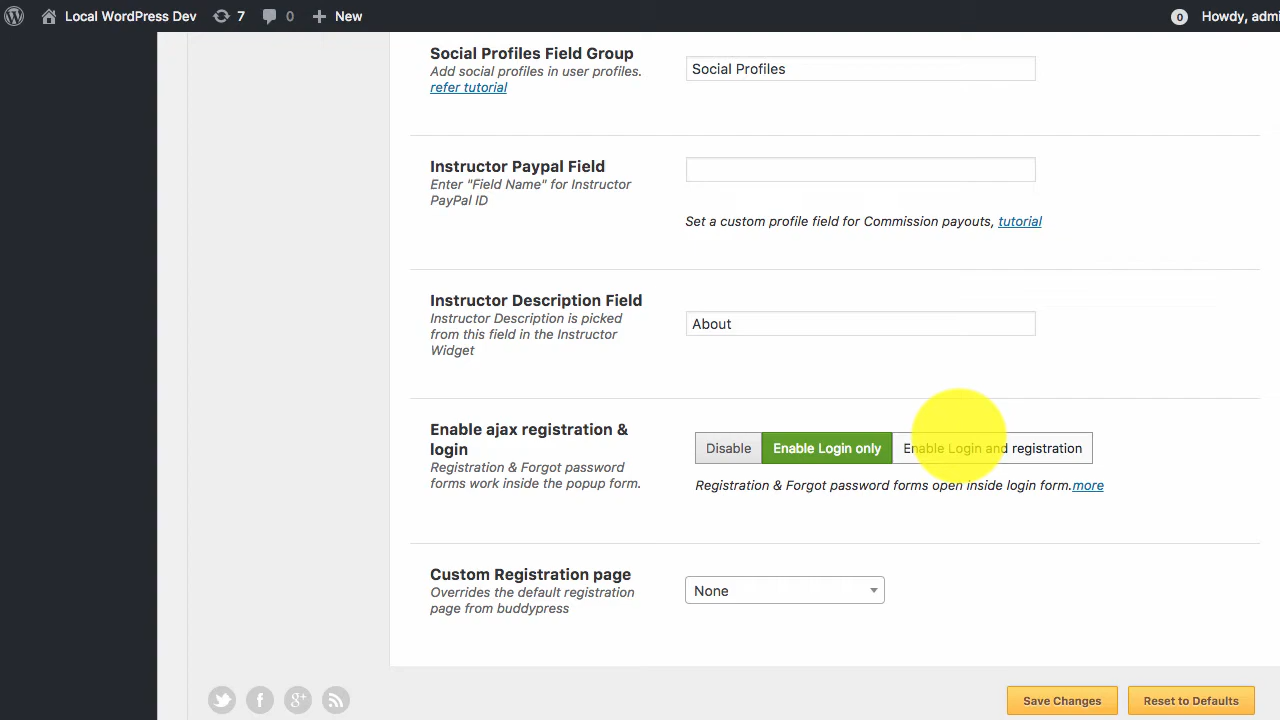 Local WordPress Dev 7 0 New 0 Howdy, admi
Social Profiles Field Group
Add social profiles in user profiles.
refer tutorial
Social Profiles
Instructor Paypal Field
Enter "Field Name" for Instructor
PayPal ID
Set a custom profile field for Commission payouts, tutorial
Instructor Description Field
Instructor Description is picked
from this field in the Instructor
Widget
About
Enable ajax registration &
login
Registration & Forgot password
forms work inside the popup form.
Disable Enable Login only Enable Login and registration
Registration & Forgot password forms open inside login form.more
Custom Registration page
Overrides the default registration
page from buddypress
None
Save Changes Reset to Defaults